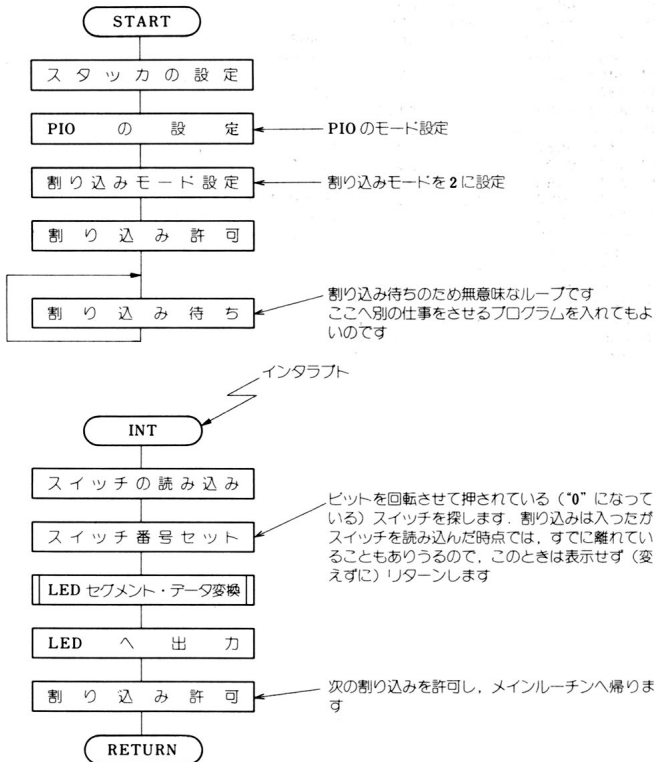 START
スタッカの設定
PIO の設定
PIOのモード設定
割り込みモード設定
割り込みモードを2に設定
割り込み許可
割り込み待ち
割り込み待ちのため無意味なループです
ここへ別の仕事をさせるプログラムを入れてもよ
いのです
インタラプト
INT
スイッチの読み込み
スイッチ番号セット
ビットを回転させて押されている（“0”になって
いる）スイッチを探します．割り込みは入ったが
スイッチを読み込んだ時点では，すでに離れてい
ることもありうるので，このときは表示せず（変
えずに）リターンします
LED セグメント・データ変換
LED へ出力
割り込み許可
次の割り込みを許可し，メインルーチンへ帰りま
す
RETURN